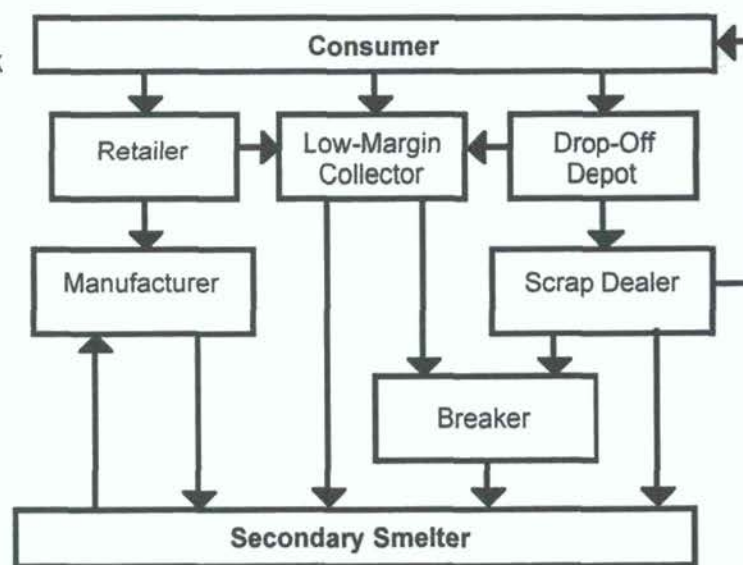 Consumer
Retailer
Low-Margin
Collector
Drop-Off
Depot
Manufacturer
Scrap Dealer
Breaker
Secondary Smelter